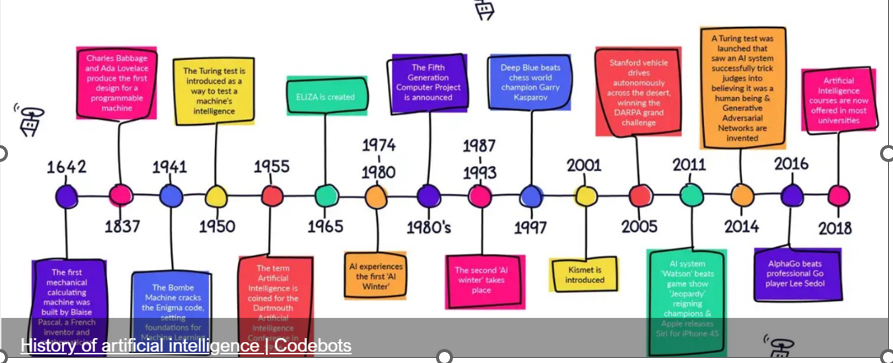 Charles Babbage
and Ada Lovelace
produce the first
design for a
programmable
machine
The Turing test is
introduced as a
way to test a
machine's
intelligence
ELIZA is created
The Fifth
Generation
Computer Project
is announced
Deep Blue beats
chess world
champion Garry
Kasparov
Stanford vehicle
drives
autonomously
across the desert,
winning the
DARPA grand
challenge
A Turing test was
launched that
saw an AI system
successfully trick
judges into
believing it was a
human being &
Generative
Adversarial
Networks are
invented
Artificial
Intelligence
courses are now
offered in most
universities
1642
1837
1941
1950
1955
1965
1974
-
1980
1980's
1987
-
1993
1997
2001
2005
2011
2014
2016
2018
The first
mechanical
calculating
machine was
built by Blaise
Pascal, a French
inventor and
The Bombe
Machine cracks
the Enigma code,
setting
foundations for
Machine Learning
The term
Artificial
Intelligence is
coined for the
Dartmouth
Artificial
Intelligence
AI experiences
the first 'AI
Winter'
The second 'AI
winter' takes
place
Kismet is
introduced
AI system
'Watson' beats
game show
'Jeopardy'
reigning
champions &
Apple releases
Siri for iPhone 4S
AlphaGo beats
professional Go
player Lee Sedol
History of artificial intelligence | Codebots